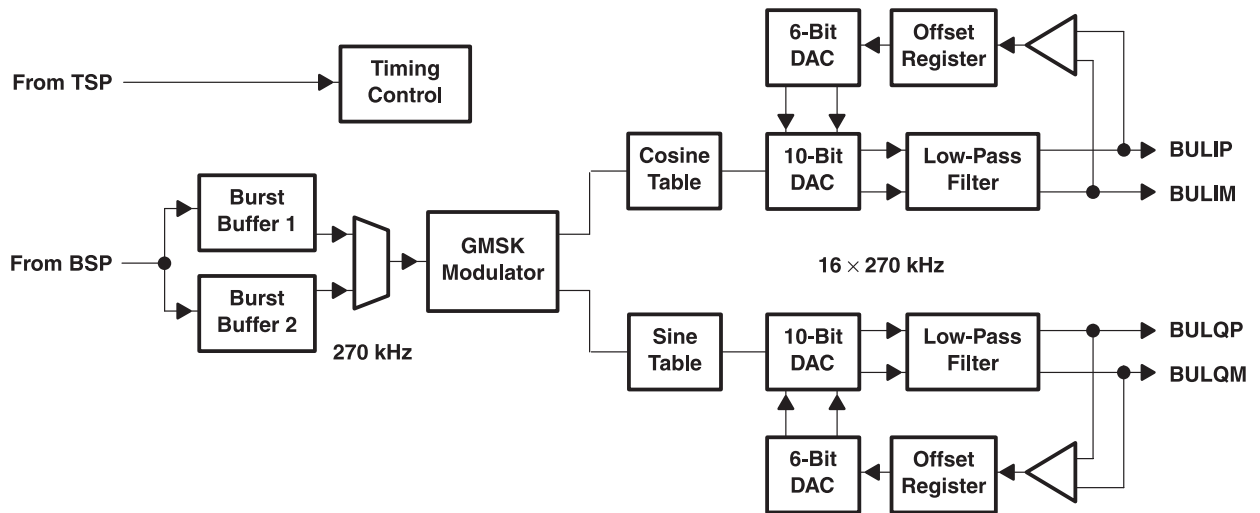 6-Bit
DAC
Offset
Register
From TSP
Timing
Control
Cosine
Table
10-Bit
DAC
Low-Pass
Filter
BULIP
BULIM
Burst
Buffer 1
From BSP
GMSK
Modulator
16 × 270 kHz
Burst
Buffer 2
270 kHz
Sine
Table
10-Bit
DAC
Low-Pass
Filter
BULQP
BULQM
6-Bit
DAC
Offset
Register